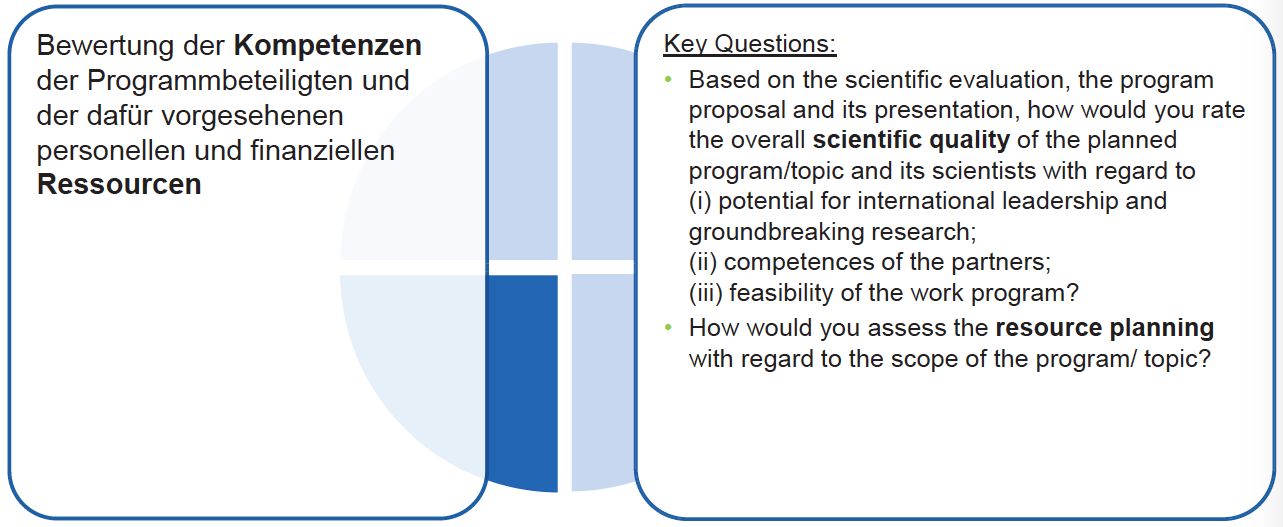 Bewertung der Kompetenzen
der Programmbeteiligten und
der dafür vorgesehenen
personellen und finanziellen
Ressourcen
Key Questions:
• Based on the scientific evaluation, the program
proposal and its presentation, how would you rate
the overall scientific quality of the planned
program/topic and its scientists with regard to
(i) potential for international leadership and
groundbreaking research;
(ii) competences of the partners;
(iii) feasibility of the work program?
• How would you assess the resource planning
with regard to the scope of the program/ topic?